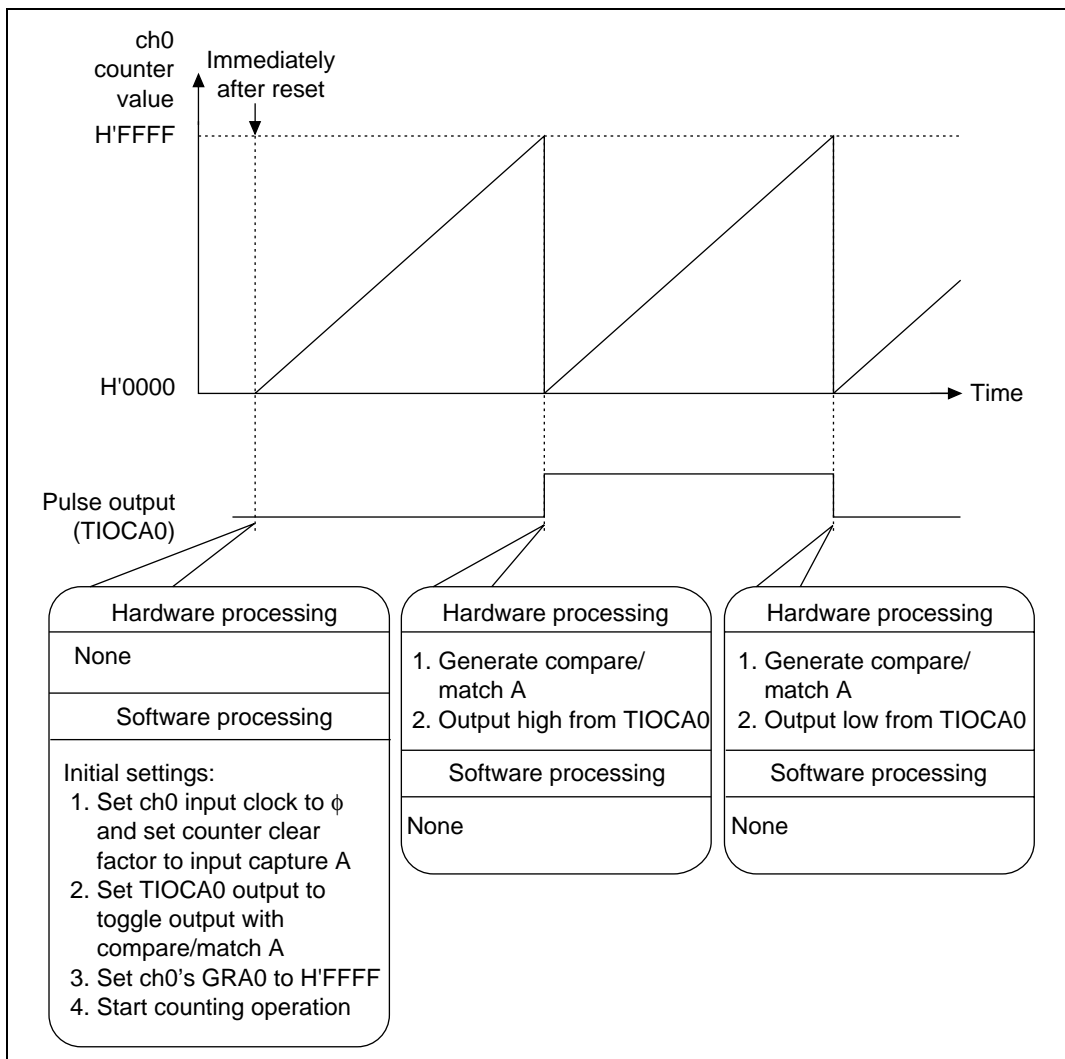 ch0
counter
value
Immediately
after reset
H'FFFF
H'0000
Time
Pulse output
(TIOCA0)
Hardware processing
None
Software processing
Initial settings:
1. Set ch0 input clock to ϕ
and set counter clear
factor to input capture A
2. Set TIOCA0 output to
toggle output with
compare/match A
3. Set ch0's GRA0 to H'FFFF
4. Start counting operation
Hardware processing
1. Generate compare/
match A
2. Output high from TIOCA0
Software processing
None
Hardware processing
1. Generate compare/
match A
2. Output low from TIOCA0
Software processing
None